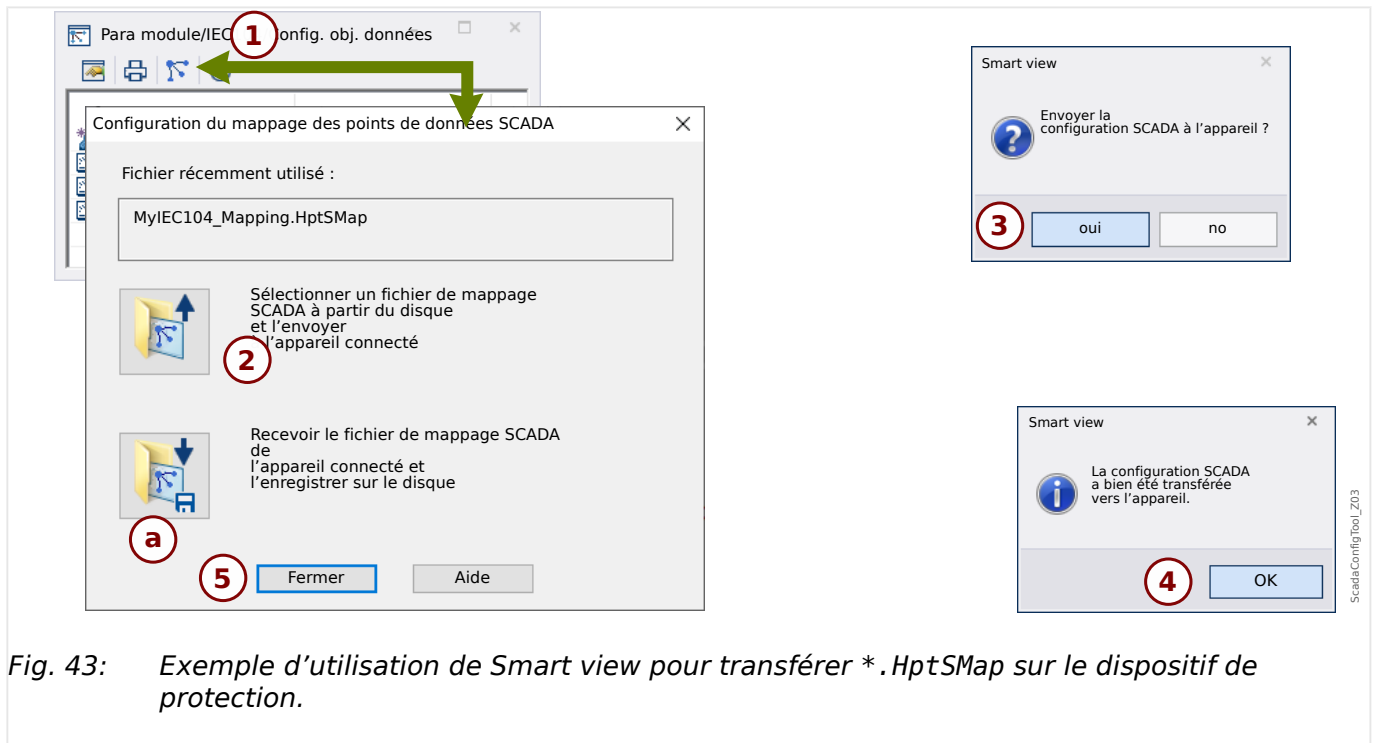 Para module/IEC onfig. obj. données
1
Configuration du mappage des points de données SCADA
Fichier récemment utilisé :
MyIEC104_Mapping.HptSMap
Sélectionner un fichier de mappage
SCADA à partir du disque
et l’envoyer
l’appareil connecté
2
Recevoir le fichier de mappage SCADA
de
l’appareil connecté et
l’enregistrer sur le disque
a
5
Fermer
Aide
Smart view
Envoyer la
configuration SCADA à l’appareil ?
3
oui
no
Smart view
La configuration SCADA
a bien été transférée
vers l’appareil.
4
OK
ScadaConfigTool_Z03
Fig. 43: Exemple d’utilisation de Smart view pour transférer *.HptSMap sur le dispositif de
protection.